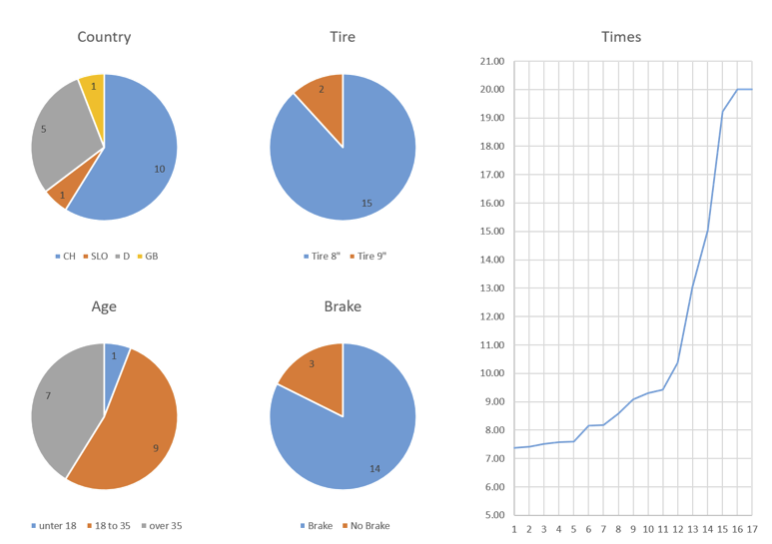 Country
1
5
10
1
CH SLO D GB
Tire
2
15
Tire 8" Tire 9"
Age
1
7
9
unter 18 18 to 35 over 35
Brake
3
14
Brake No Brake
Times
21.00
20.00
19.00
18.00
17.00
16.00
15.00
14.00
13.00
12.00
11.00
10.00
9.00
8.00
7.00
6.00
5.00
1 2 3 4 5 6 7 8 9 10 11 12 13 14 15 16 17